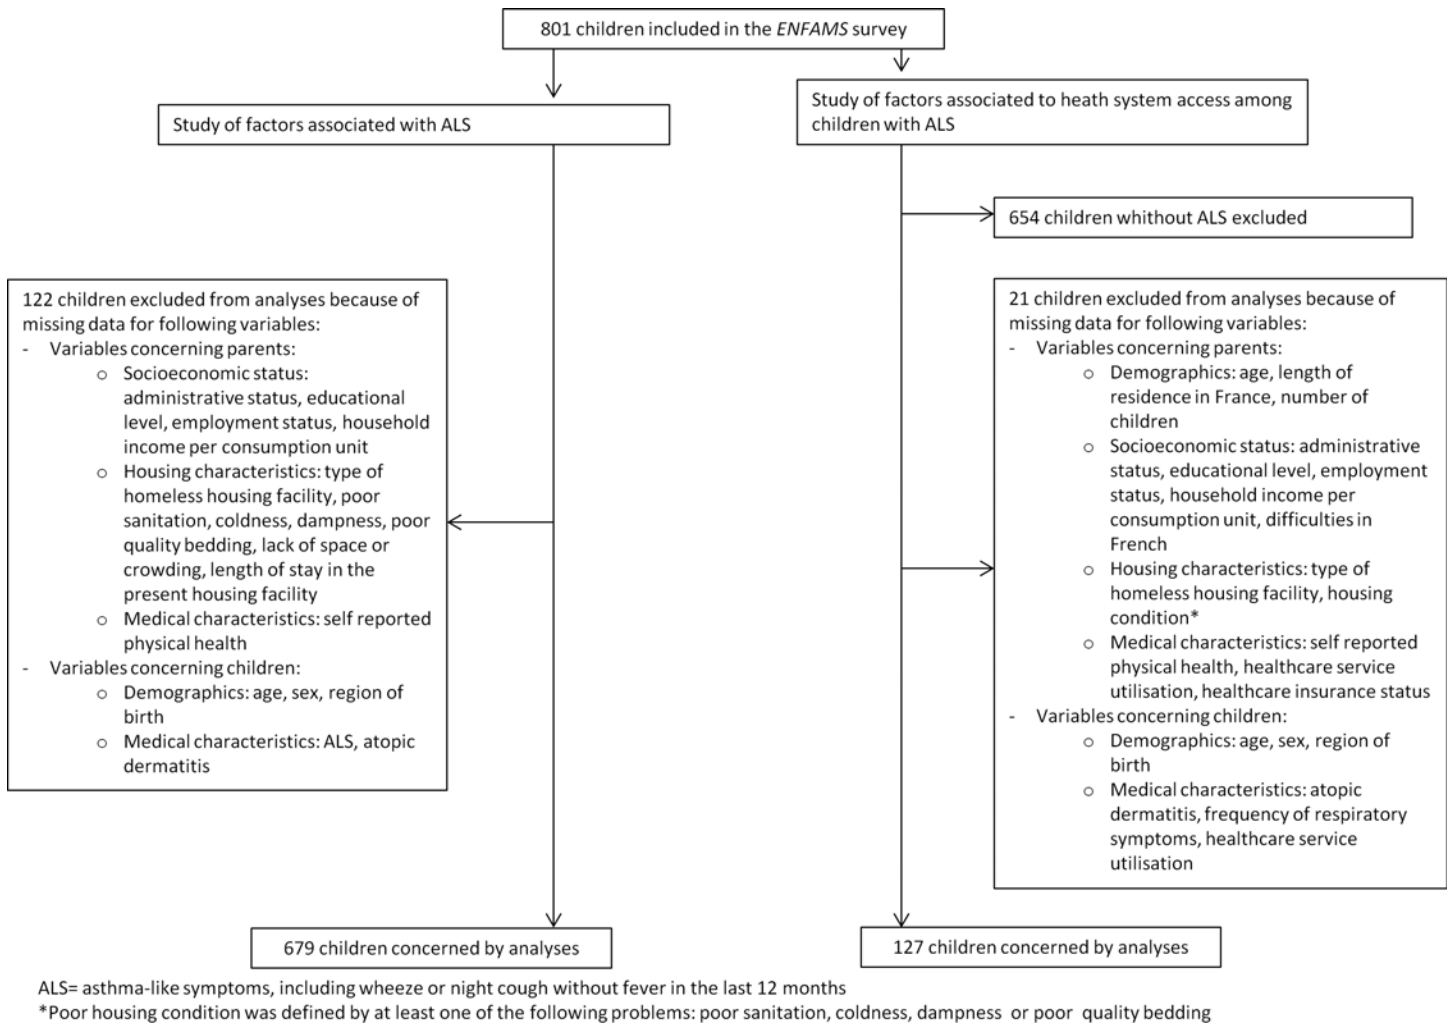 801 children included in the ENFAMS survey
Study of factors associated with ALS
Study of factors associated to heath system access among
children with ALS
654 children whithout ALS excluded
122 children excluded from analyses because of
missing data for following variables:
- Variables concerning parents:
o Socioeconomic status:
administrative status, educational
level, employment status, household
income per consumption unit
o Housing characteristics: type of
homeless housing facility, poor
sanitation, coldness, dampness, poor
quality bedding, lack of space or
crowding, length of stay in the
present housing facility
o Medical characteristics: self reported
physical health
- Variables concerning children:
o Demographics: age, sex, region of
birth
o Medical characteristics: ALS, atopic
dermatitis
21 children excluded from analyses because of
missing data for following variables:
- Variables concerning parents:
o Demographics: age, length of
residence in France, number of
children
o Socioeconomic status: administrative
status, educational level, employment
status, household income per
consumption unit, difficulties in
French
o Housing characteristics: type of
homeless housing facility, housing
condition*
o Medical characteristics: self reported
physical health, healthcare service
utilisation, healthcare insurance status
- Variables concerning children:
o Demographics: age, sex, region of
birth
o Medical characteristics: atopic
dermatitis, frequency of respiratory
symptoms, healthcare service
utilisation
679 children concerned by analyses
127 children concerned by analyses
ALS= asthma-like symptoms, including wheeze or night cough without fever in the last 12 months
*Poor housing condition was defined by at least one of the following problems: poor sanitation, coldness, dampness or poor quality bedding